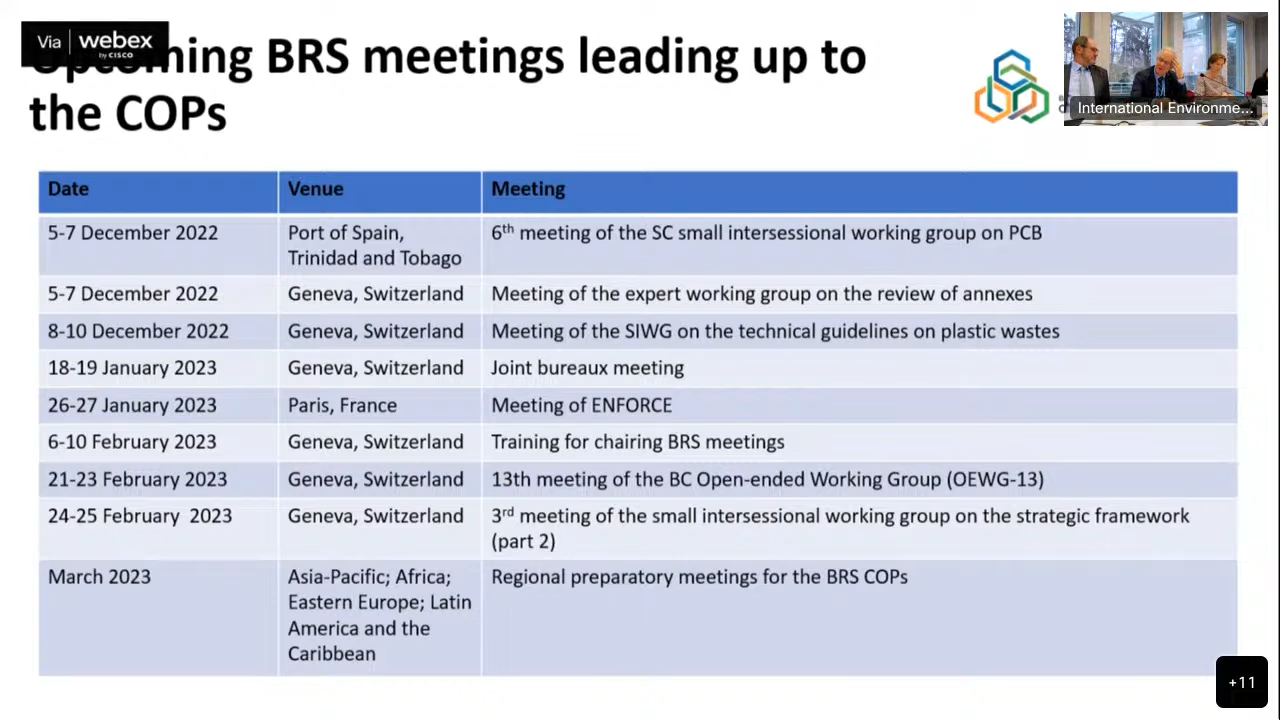 Via webex
by CISCO
Upcoming BRS meetings leading up to
the COPs
International Environme...
Date Venue Meeting
5-7 December 2022 Port of Spain, 6th meeting of the SC small intersessional working group on PCB
Trinidad and Tobago
5-7 December 2022 Geneva, Switzerland Meeting of the expert working group on the review of annexes
8-10 December 2022 Geneva, Switzerland Meeting of the SIWG on the technical guidelines on plastic wastes
18-19 January 2023 Geneva, Switzerland Joint bureaux meeting
26-27 January 2023 Paris, France Meeting of ENFORCE
6-10 February 2023 Geneva, Switzerland Training for chairing BRS meetings
21-23 February 2023 Geneva, Switzerland 13th meeting of the BC Open-ended Working Group (OEWG-13)
24-25 February 2023 Geneva, Switzerland 3rd meeting of the small intersessional working group on the strategic framework
(part 2)
March 2023 Asia-Pacific; Africa; Regional preparatory meetings for the BRS COPs
Eastern Europe; Latin
America and the
Caribbean
+11